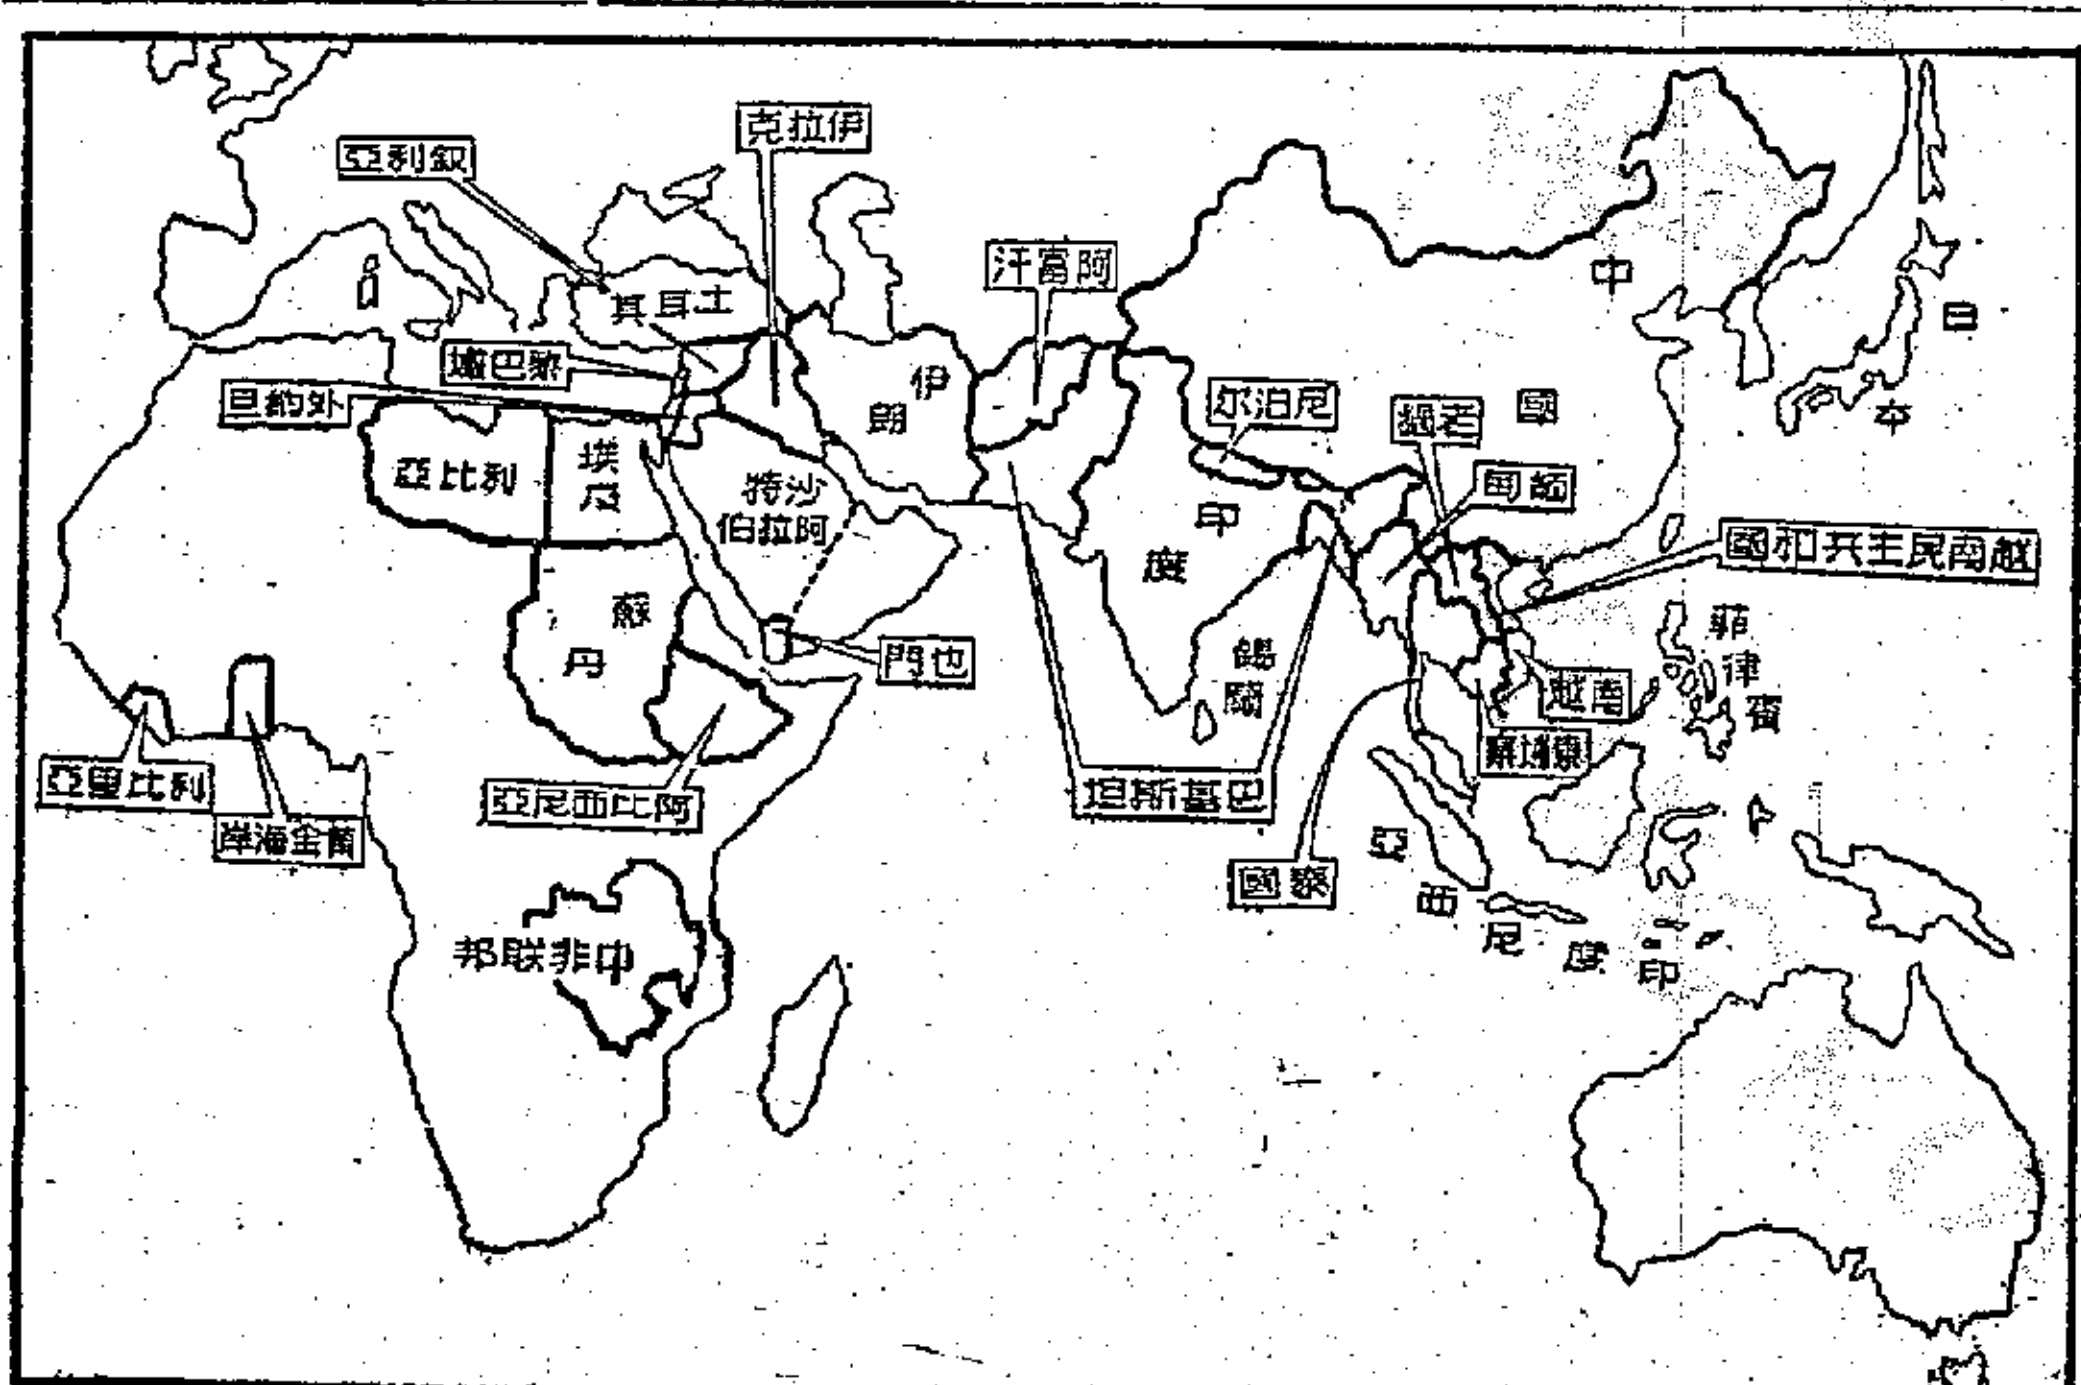 伊拉克
叙利亞
阿富汗
土耳其
中國
日本
黎巴嫩
外約旦
伊朗
尼泊尔
老撾
緬甸
利比亞
埃及
沙特
阿拉伯
印度
越南民主共和國
蘇丹
錫蘭
菲律賓
也門
越南
柬埔寨
利比里亞
黃金海岸
阿比西尼亞
巴基斯坦
泰國
印度尼西亞
中非联邦